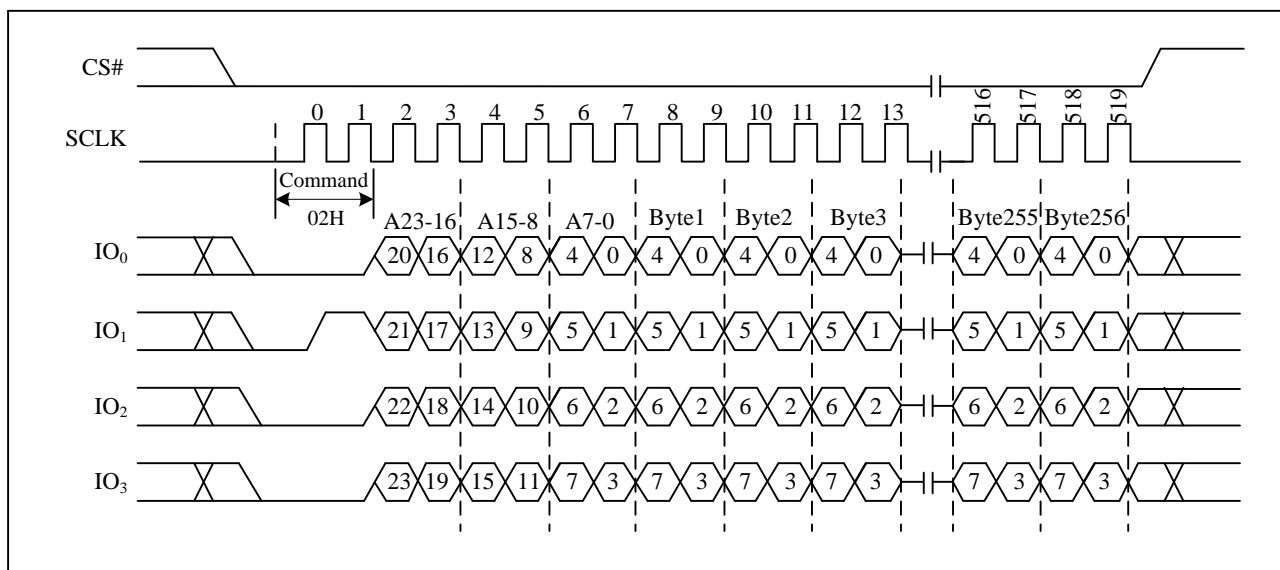 CS#
516 517 518 519
0 1 2 3 4 5 6 7 8 9 10 11 12 13
SCLK
Command
02H
A23-16 A15-8 A7-0 Byte1 Byte2 Byte3 Byte255 Byte256
IO0 20 16 12 8 4 0 4 0 4 0 4 0 4 0 4 0
IO1 21 17 13 9 5 1 5 1 5 1 5 1 5 1 5 1
IO2 22 18 14 10 6 2 6 2 6 2 6 2 6 2 6 2
IO3 23 19 15 11 7 3 7 3 7 3 7 3 7 3 7 3